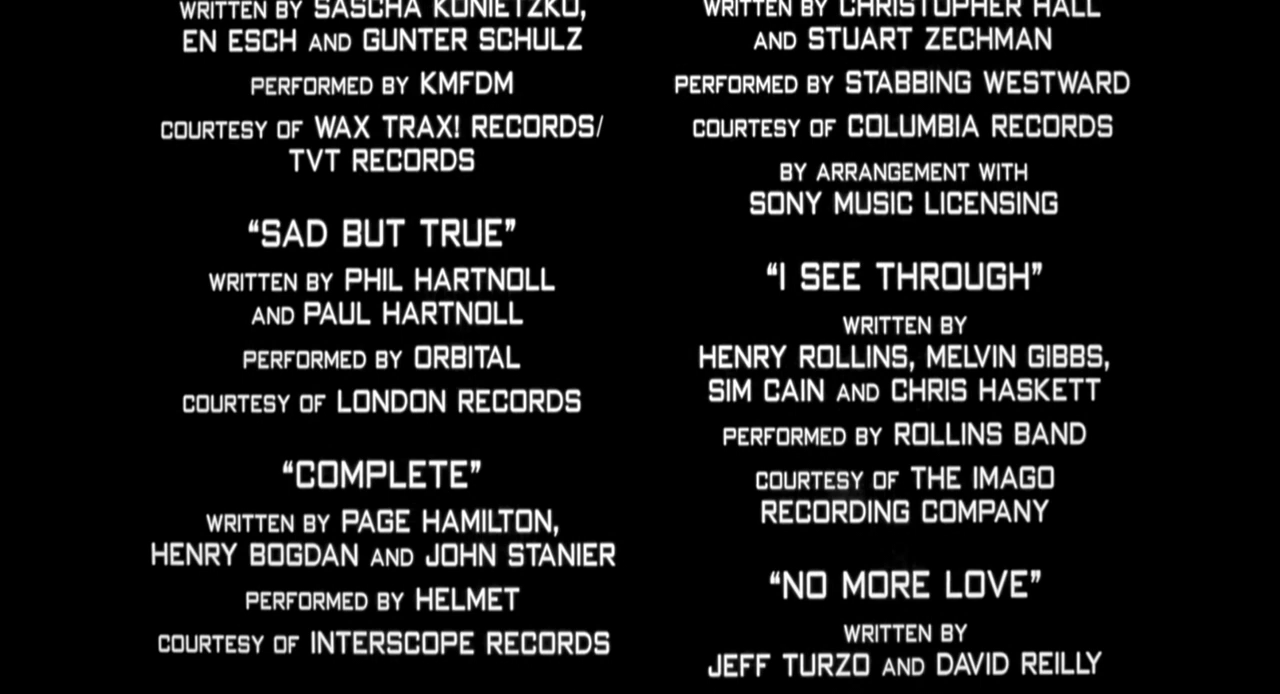 WRITTEN BY SASCHA KONIETZKO,
EN ESCH AND GUNTER SCHULZ
PERFORMED BY KMFDM
COURTESY OF WAX TRAX! RECORDS/
TVT RECORDS
“SAD BUT TRUE”
WRITTEN BY PHIL HARTNOLL
AND PAUL HARTNOLL
PERFORMED BY ORBITAL
COURTESY OF LONDON RECORDS
“COMPLETE”
WRITTEN BY PAGE HAMILTON,
HENRY BOGDAN AND JOHN STANIER
PERFORMED BY HELMET
COURTESY OF INTERSCOPE RECORDS
WRITTEN BY CHRISTOPHER HALL
AND STUART ZECHMAN
PERFORMED BY STABBING WESTWARD
COURTESY OF COLUMBIA RECORDS
BY ARRANGEMENT WITH
SONY MUSIC LICENSING
“I SEE THROUGH”
WRITTEN BY
HENRY ROLLINS, MELVIN GIBBS,
SIM CAIN AND CHRIS HASKETT
PERFORMED BY ROLLINS BAND
COURTESY OF THE IMAGO
RECORDING COMPANY
“NO MORE LOVE”
WRITTEN BY
JEFF TURZO AND DAVID REILLY